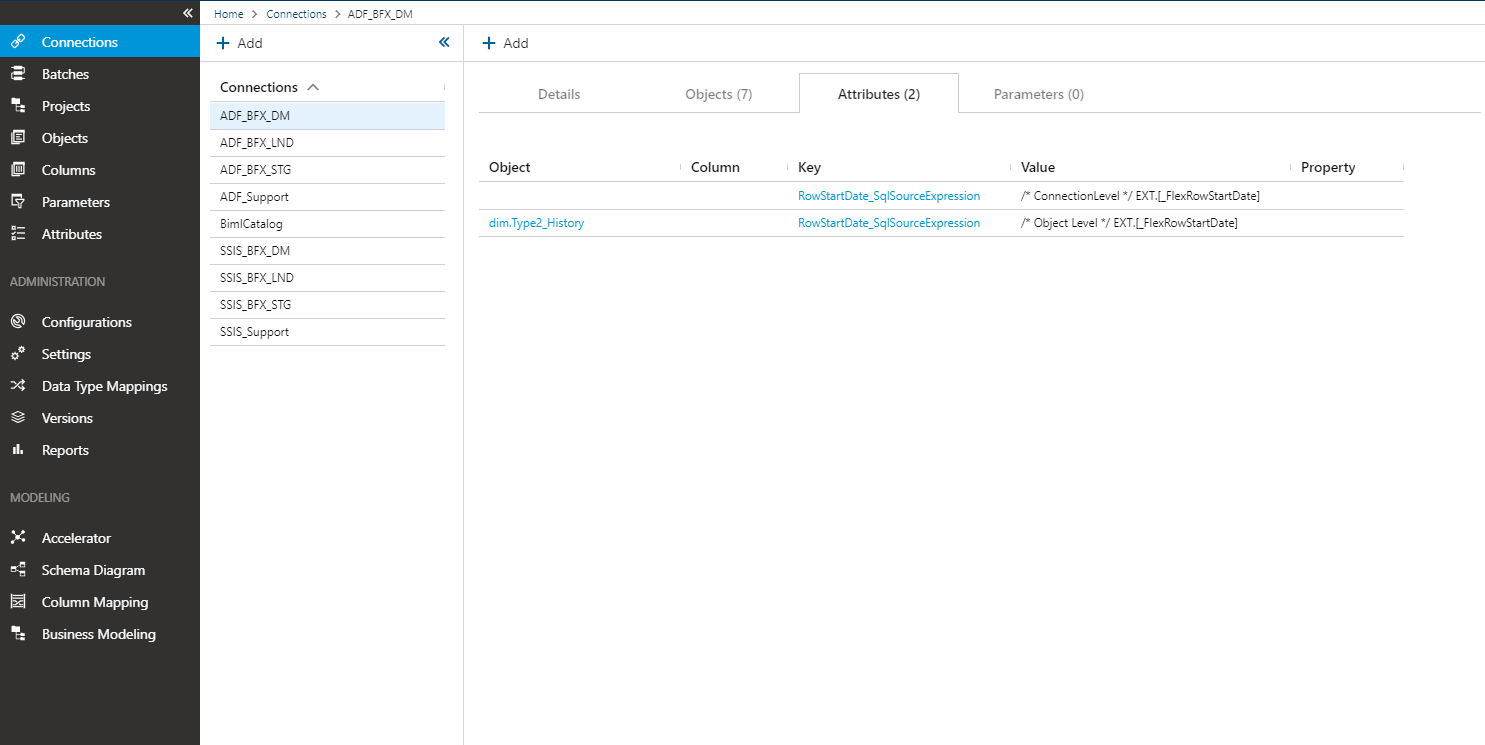 Home > Connections > ADF_BFX_DM
Connections
Batches
Projects
Objects
Columns
Parameters
Attributes
ADMINISTRATION
Configurations
Settings
Data Type Mappings
Versions
Reports
MODELING
Accelerator
Schema Diagram
Column Mapping
Business Modeling
+ Add
Connections
ADF_BFX_DM
ADF_BFX_LND
ADF_BFX_STG
ADF_Support
BimlCatalog
SSIS_BFX_DM
SSIS_BFX_LND
SSIS_BFX_STG
SSIS_Support
+ Add
Details Objects (7) Attributes (2) Parameters (0)
Object Column Key Value Property
RowStartDate_SqlSourceExpression /* ConnectionLevel */ EXT.[_FlexRowStartDate]
dim.Type2_History RowStartDate_SqlSourceExpression /* Object Level */ EXT.[_FlexRowStartDate]